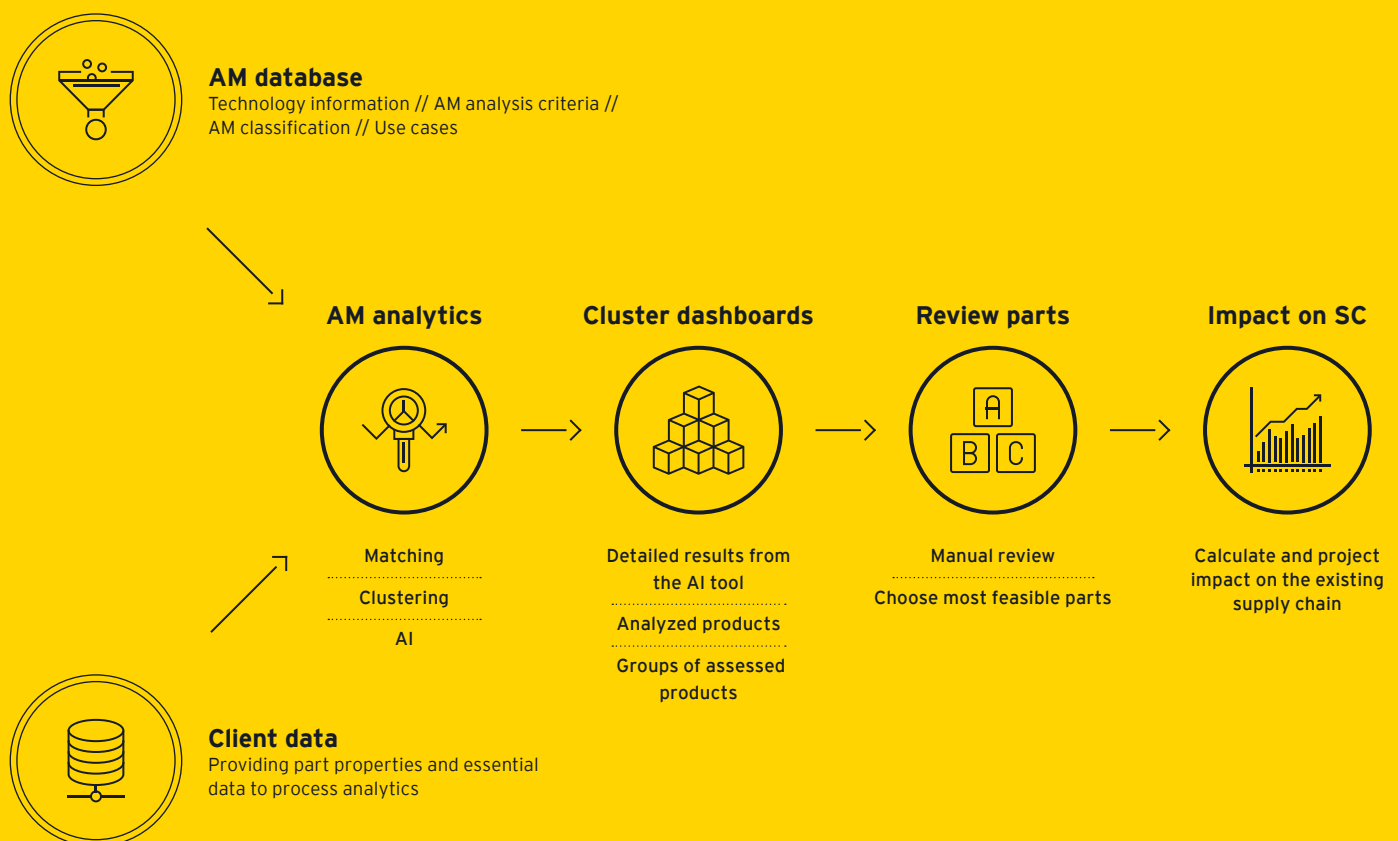 AM database
Technology information // AM analysis criteria //
AM classification // Use cases
AM analytics
Matching
Clustering
AI
Cluster dashboards
Detailed results from
the AI tool
Analyzed products
Groups of assessed
products
Review parts
A
B C
Manual review
Choose most feasible parts
Impact on SC
Calculate and project
impact on the existing
supply chain
Client data
Providing part properties and essential
data to process analytics